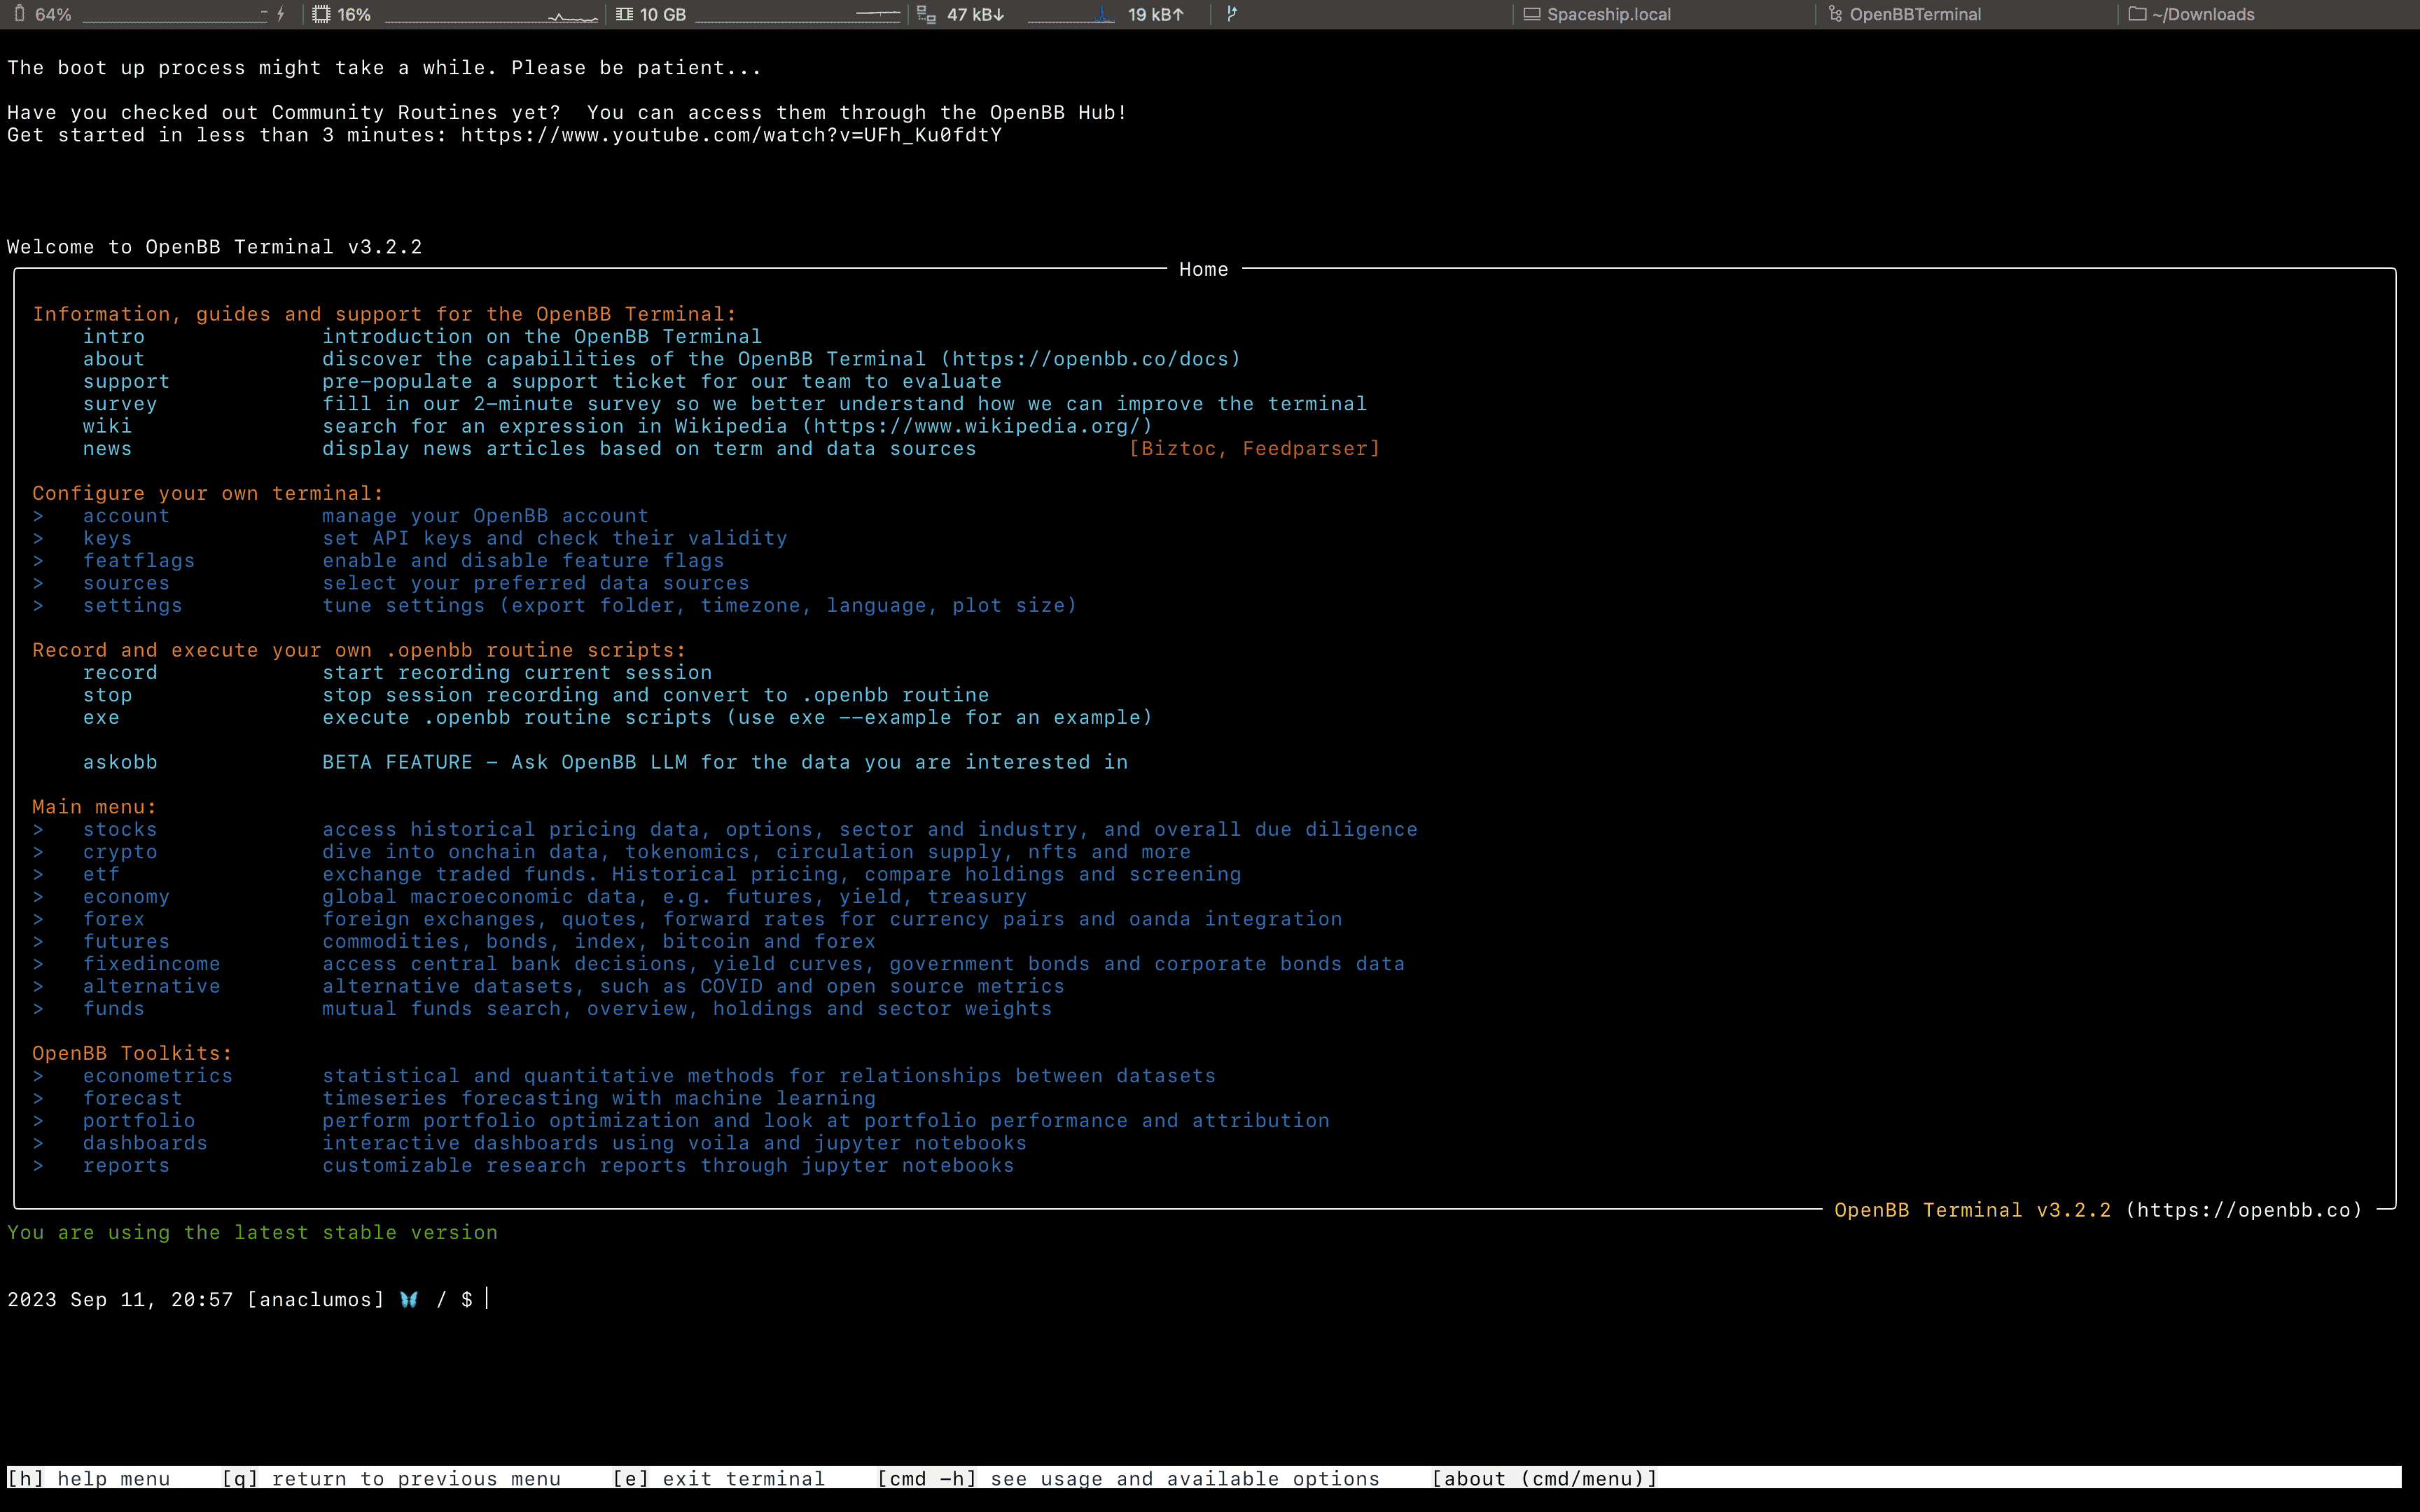 64% 16% 10 GB 47 kB↓ 19 kB↑ Spaceship.local OpenBBTerminal ~/Downloads
The boot up process might take a while. Please be patient...
Have you checked out Community Routines yet?  You can access them through the OpenBB Hub!
Get started in less than 3 minutes: https://www.youtube.com/watch?v=UFh_Ku0fdtY
Welcome to OpenBB Terminal v3.2.2
Home
Information, guides and support for the OpenBB Terminal:
intro introduction on the OpenBB Terminal
about discover the capabilities of the OpenBB Terminal (https://openbb.co/docs)
support pre-populate a support ticket for our team to evaluate
survey fill in our 2-minute survey so we better understand how we can improve the terminal
wiki search for an expression in Wikipedia (https://www.wikipedia.org/)
news display news articles based on term and data sources [Biztoc, Feedparser]
Configure your own terminal:
> account manage your OpenBB account
> keys set API keys and check their validity
> featflags enable and disable feature flags
> sources select your preferred data sources
> settings tune settings (export folder, timezone, language, plot size)
Record and execute your own .openbb routine scripts:
record start recording current session
stop stop session recording and convert to .openbb routine
exe execute .openbb routine scripts (use exe --example for an example)
askobb BETA FEATURE - Ask OpenBB LLM for the data you are interested in
Main menu:
> stocks access historical pricing data, options, sector and industry, and overall due diligence
> crypto dive into onchain data, tokenomics, circulation supply, nfts and more
> etf exchange traded funds. Historical pricing, compare holdings and screening
> economy global macroeconomic data, e.g. futures, yield, treasury
> forex foreign exchanges, quotes, forward rates for currency pairs and oanda integration
> futures commodities, bonds, index, bitcoin and forex
> fixedincome access central bank decisions, yield curves, government bonds and corporate bonds data
> alternative alternative datasets, such as COVID and open source metrics
> funds mutual funds search, overview, holdings and sector weights
OpenBB Toolkits:
> econometrics statistical and quantitative methods for relationships between datasets
> forecast timeseries forecasting with machine learning
> portfolio perform portfolio optimization and look at portfolio performance and attribution
> dashboards interactive dashboards using voila and jupyter notebooks
> reports customizable research reports through jupyter notebooks
OpenBB Terminal v3.2.2 (https://openbb.co)
You are using the latest stable version
2023 Sep 11, 20:57 [anaclumos] 🦋 / $
[h] help menu [q] return to previous menu [e] exit terminal [cmd -h] see usage and available options [about (cmd/menu)]